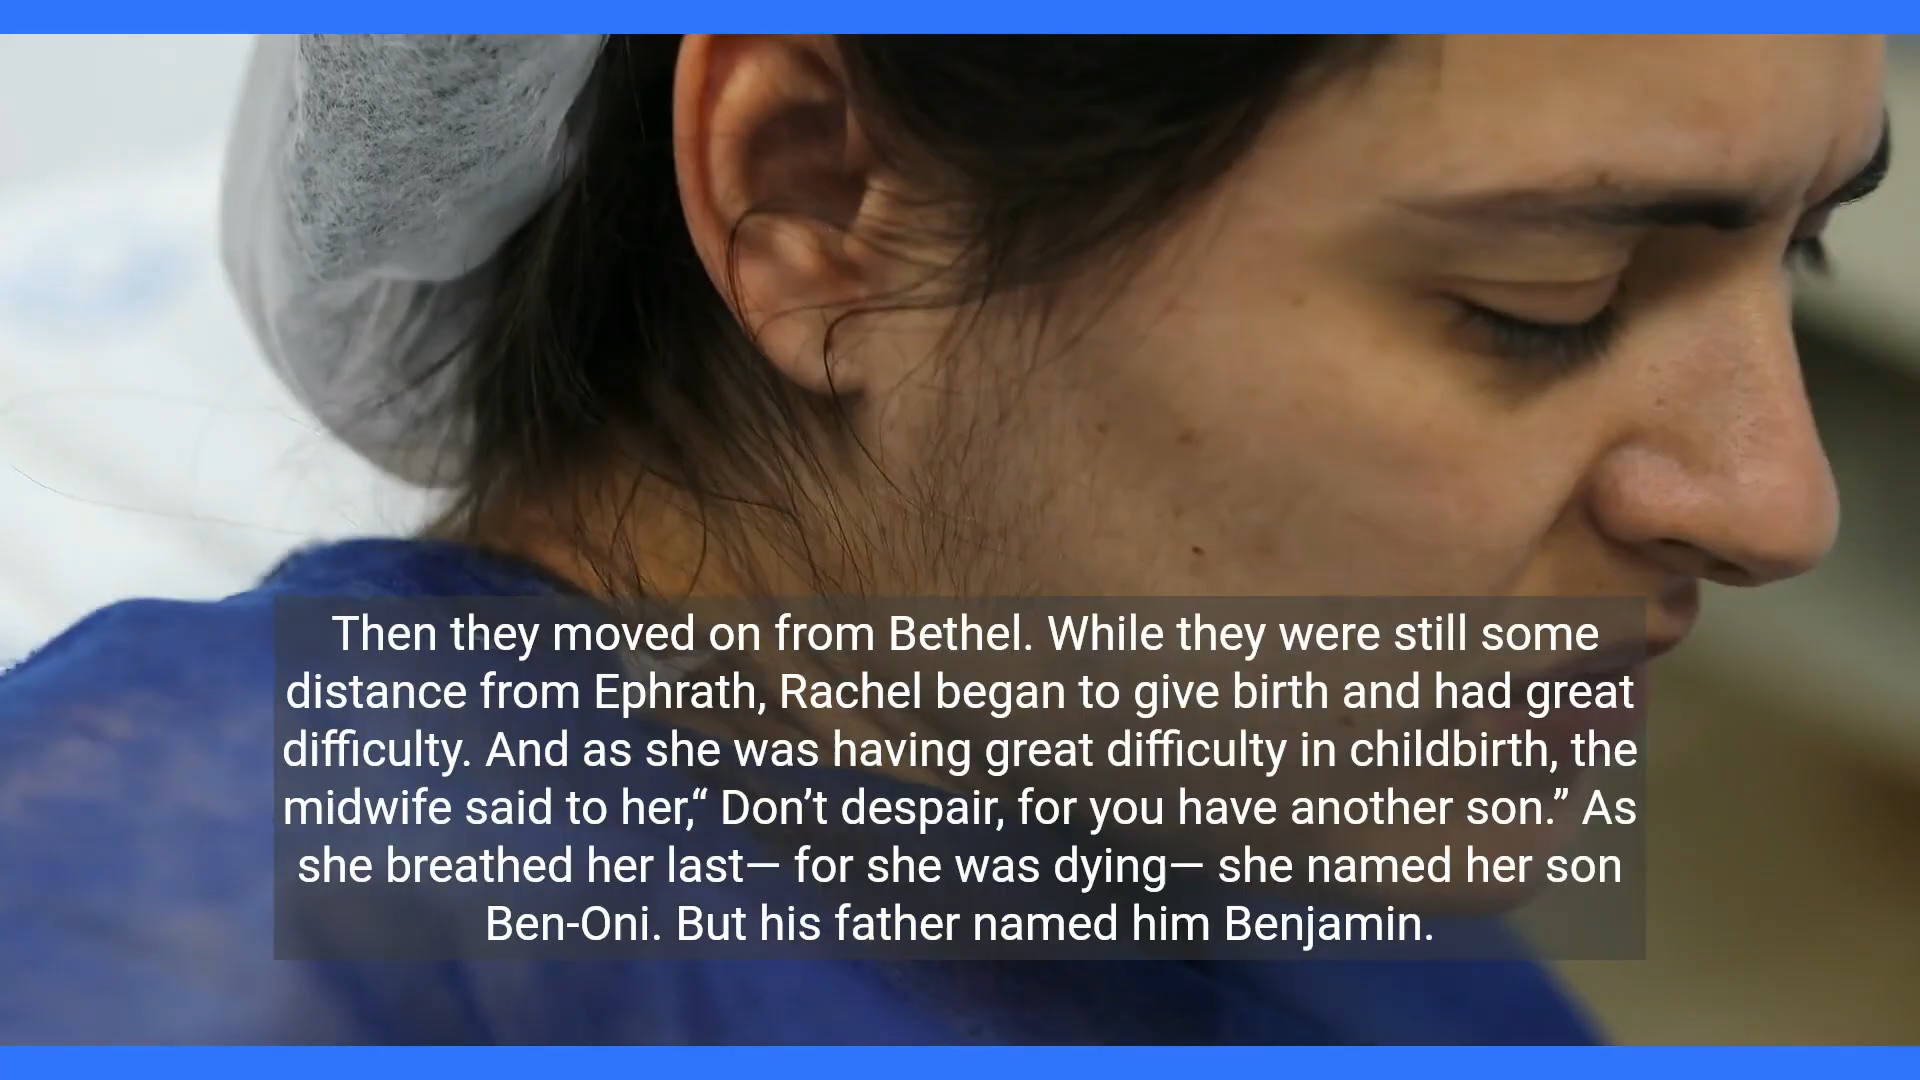 Then they moved on from Bethel. While they were still some
distance from Ephrath, Rachel began to give birth and had great
difficulty. And as she was having great difficulty in childbirth, the
midwife said to her,“ Don’t despair, for you have another son.” As
she breathed her last— for she was dying— she named her son
Ben-Oni. But his father named him Benjamin.